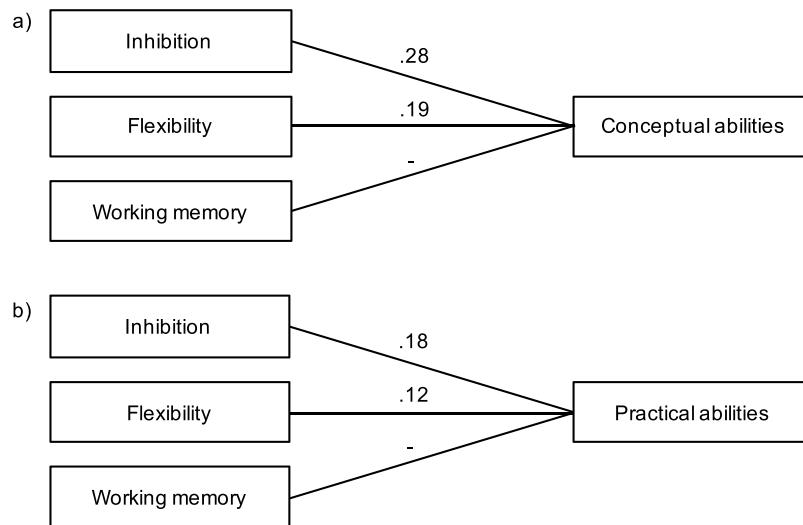 a)
Inhibition
.28
Flexibility
.19
Conceptual abilities
-
Working memory
b)
Inhibition
.18
Flexibility
.12
Practical abilities
-
Working memory